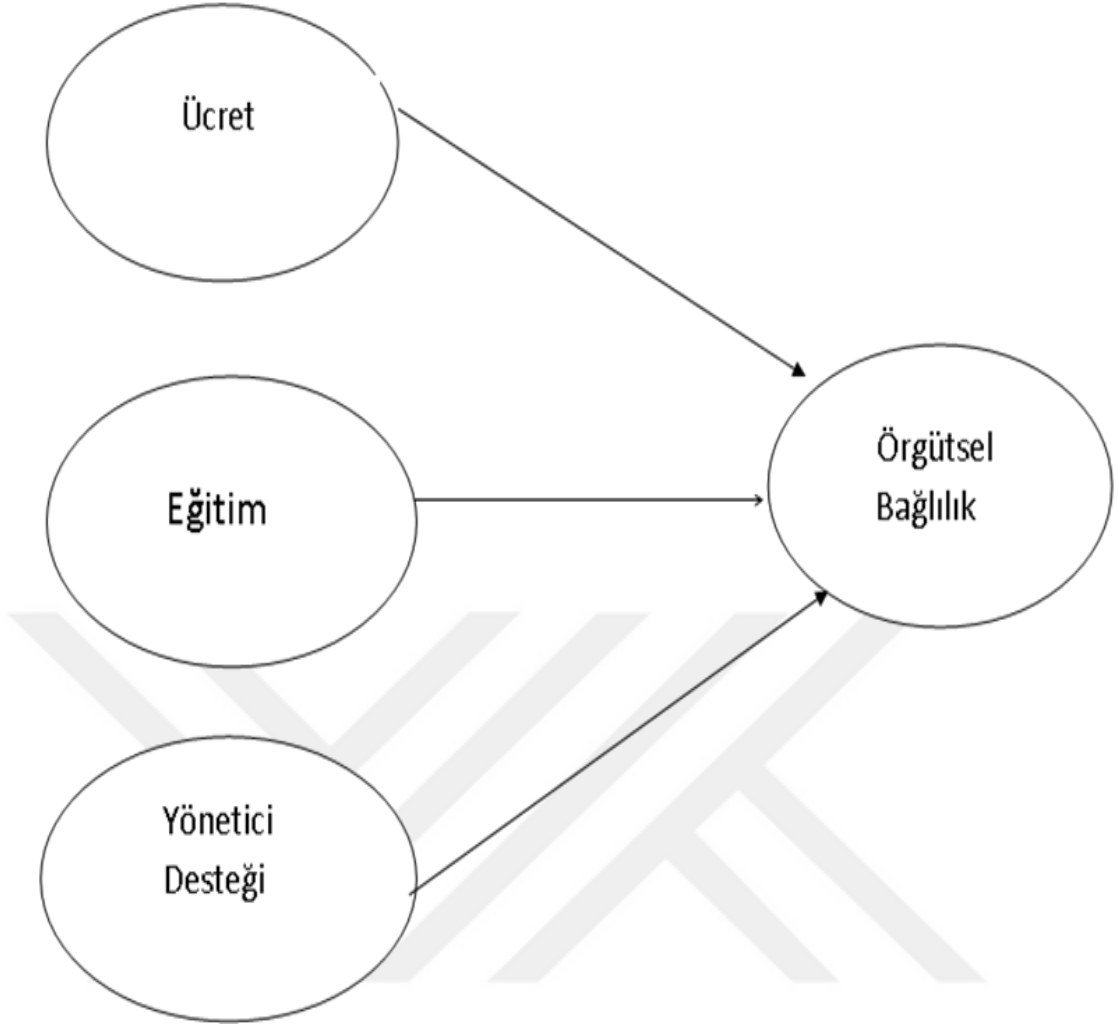 Ücret
Eğitim
Örgütsel
Bağlılık
Yönetici
Desteği